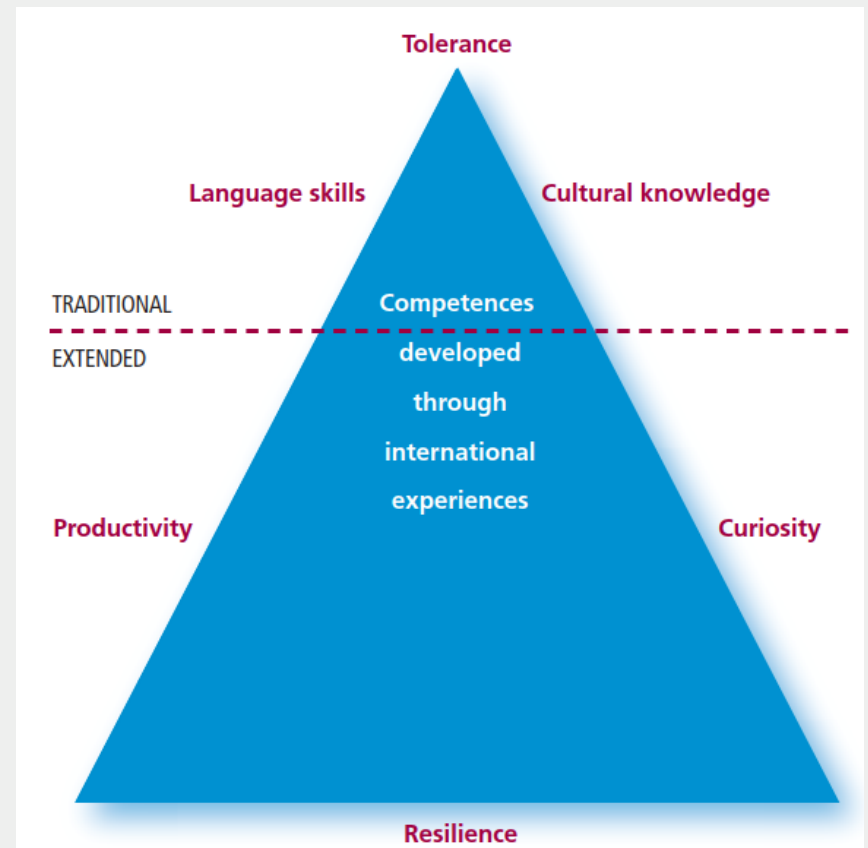 Tolerance
Language skills
Cultural knowledge
TRADITIONAL
Competences
EXTENDED
developed
through
international
experiences
Productivity
Curiosity
Resilience